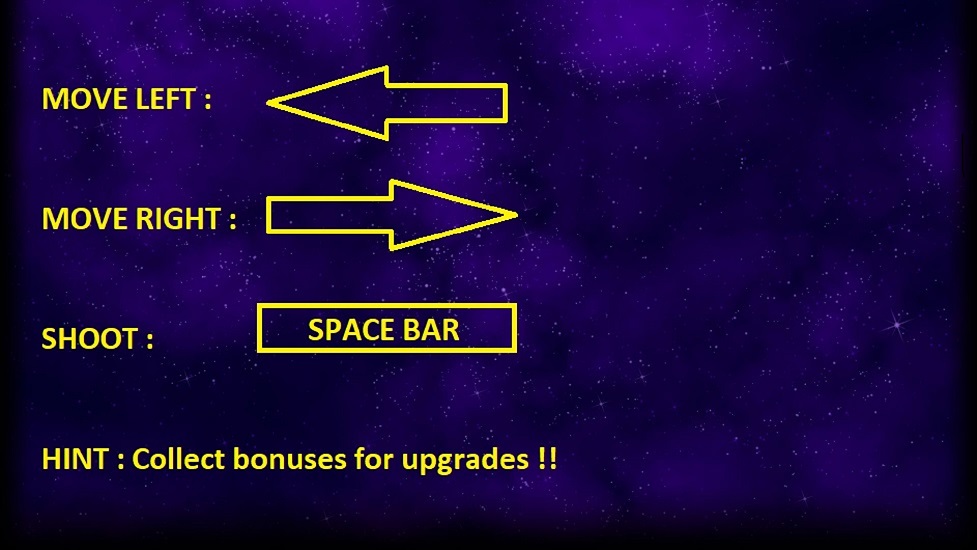 MOVE LEFT :
MOVE RIGHT :
SHOOT :
SPACE BAR
HINT : Collect bonuses for upgrades !!